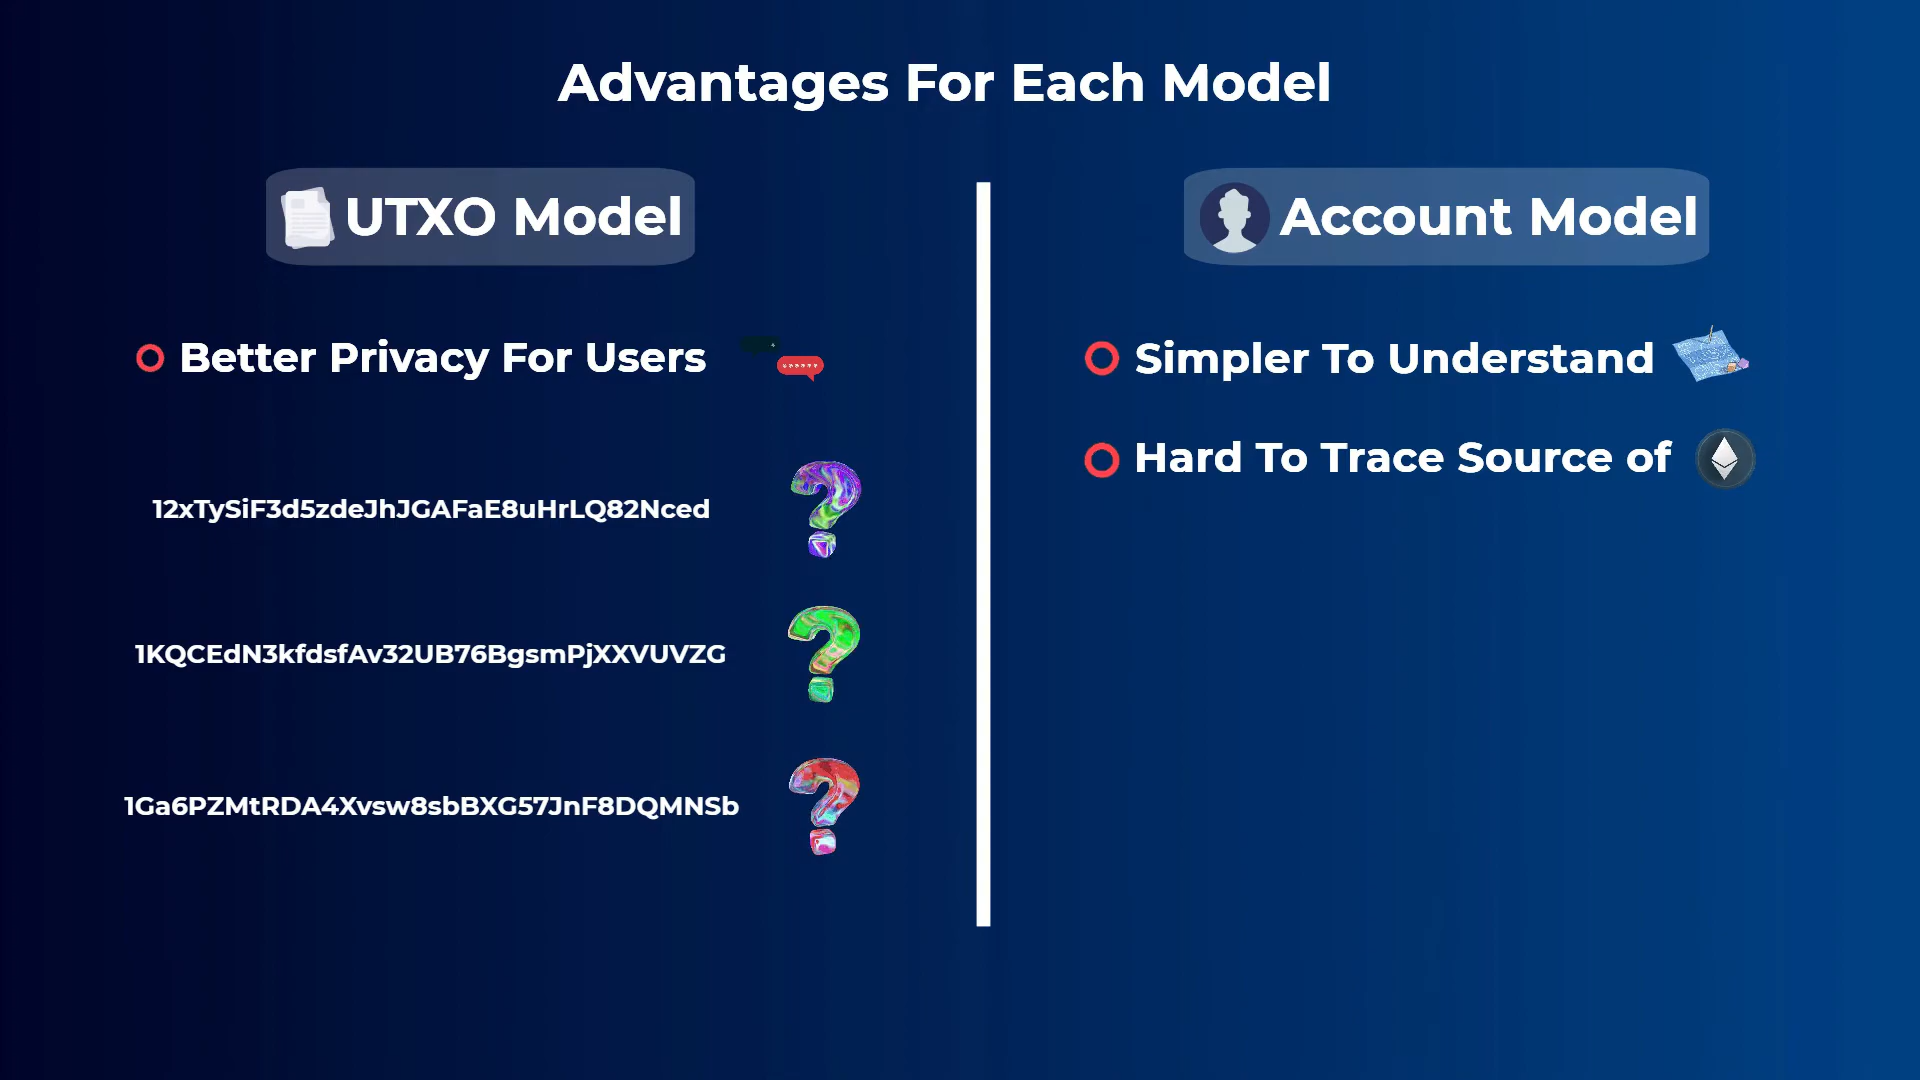 Advantages For Each Model
UTXO Model
Better Privacy For Users
12xTySiF3d5zdeJhJGAFaE8uHrLQ82Nced
1KQCEdN3kfdsfAv32UB76BgsmPjXXVUVZG
1Ga6PZMtRDA4Xvsw8sbBXG57JnF8DQMNSb
Account Model
Simpler To Understand
Hard To Trace Source of